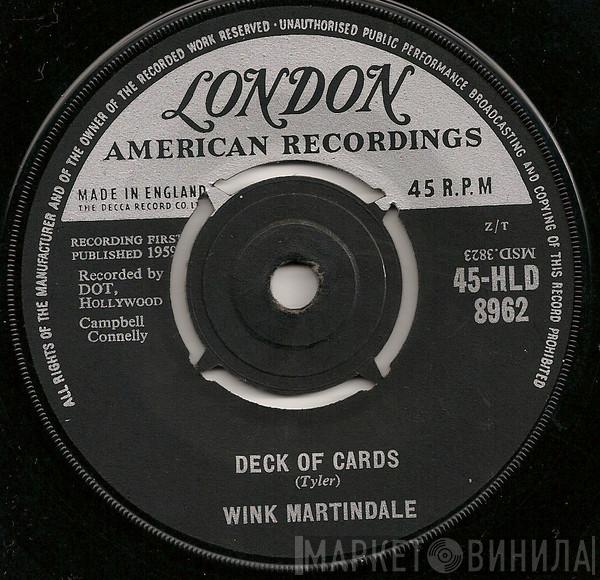 ALL RIGHTS OF THE MANUFACTURER AND OF THE OWNER OF THE RECORDED WORK RESERVED · UNAUTHORISED PUBLIC PERFORMANCE BROADCASTING AND COPYING OF THIS RECORD PROHIBITED
LONDON
AMERICAN RECORDINGS
MADE IN ENGLAND
THE DECCA RECORD CO. L
45 R.P.M
RECORDING FIRST
PUBLISHED 1959
Recorded by
DOT,
HOLLYWOOD
Campbell
Connelly
Z/T
MSD.3823
45-HLD
8962
DECK OF CARDS
(Tyler)
WINK MARTINDALE
МАРКЕТ ВИНИЛА